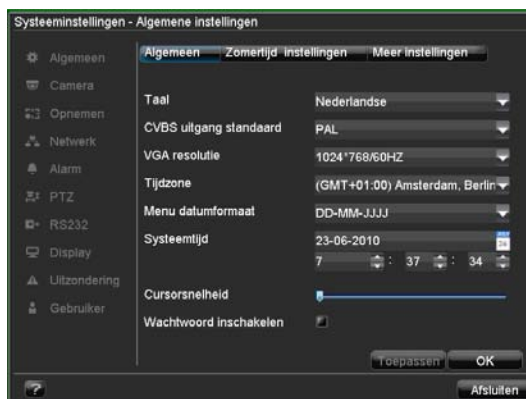 Systeeminstellingen - Algemene instellingen
Algemeen
Camera
Opnemen
Netwerk
Alarm
PTZ
RS232
Display
Uitzondering
Gebruiker
Algemeen Zomertijd instellingen Meer instellingen
Taal Nederlandse
CVBS uitgang standaard PAL
VGA resolutie 1024*768/60HZ
Tijdzone (GMT+01:00) Amsterdam, Berlin
Menu datumformaat DD-MM-JJJJ
Systeemtijd 23-06-2010
7 : 37 : 34
Cursorsnelheid
Wachtwoord inschakelen
Toepassen OK
? Afsluiten